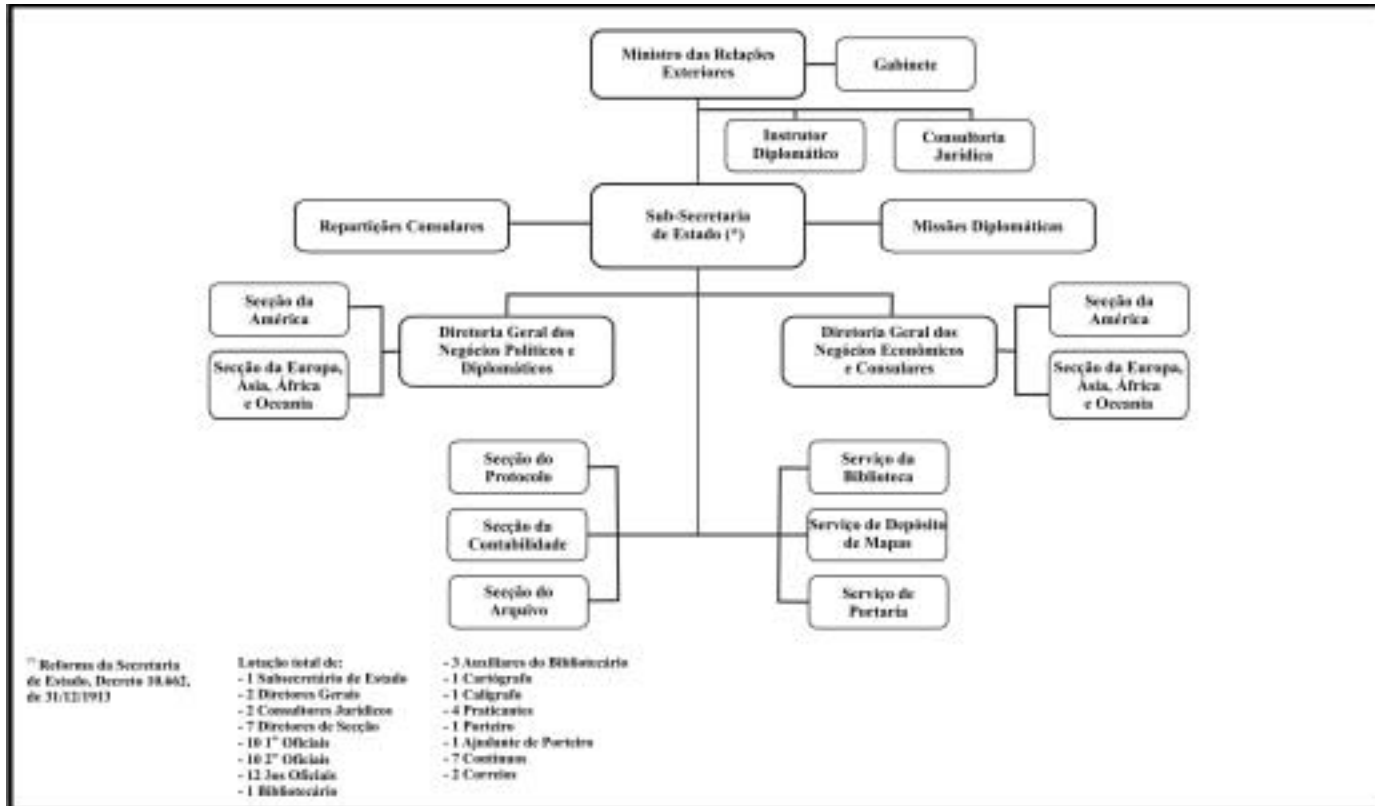 Ministro das Relações
Exteriores
Gabinete
Instrutor
Diplomático
Consultoria
Jurídico
Repartições Consulares
Sub-Secretaria
de Estado (*)
Missões Diplomáticas
Secção da
América
Secção da Europa,
Àsia, África
e Oceania
Diretoria Geral dos
Negócios Políticos e
Diplomáticos
Diretoria Geral dos
Negócios Econômicos
e Consulares
Secção da
América
Secção da Europa,
Àsia, África
e Oceania
Secção do
Protocolo
Secção da
Contabilidade
Secção do
Arquivo
Serviço da
Biblioteca
Serviço de Depósito
de Mapas
Serviço de
Portaria
Reforma da Secretaria
de Estado, Decreto 10.662,
de 31/12/1913
Lotação total de:
- 1 Subsecretário de Estado
- 2 Diretores Gerais
- 2 Consultores Jurídicos
- 7 Diretores de Secção
- 10 1º Oficiais
- 10 2º Oficiais
- 12 3os Oficiais
- 1 Bibliotecário
- 3 Auxiliares do Bibliotecário
- 1 Cartógrafo
- 1 Calígrafo
- 4 Praticantes
- 1 Porteiro
- 1 Ajudante de Porteiro
- 7 Contínuos
- 2 Correios